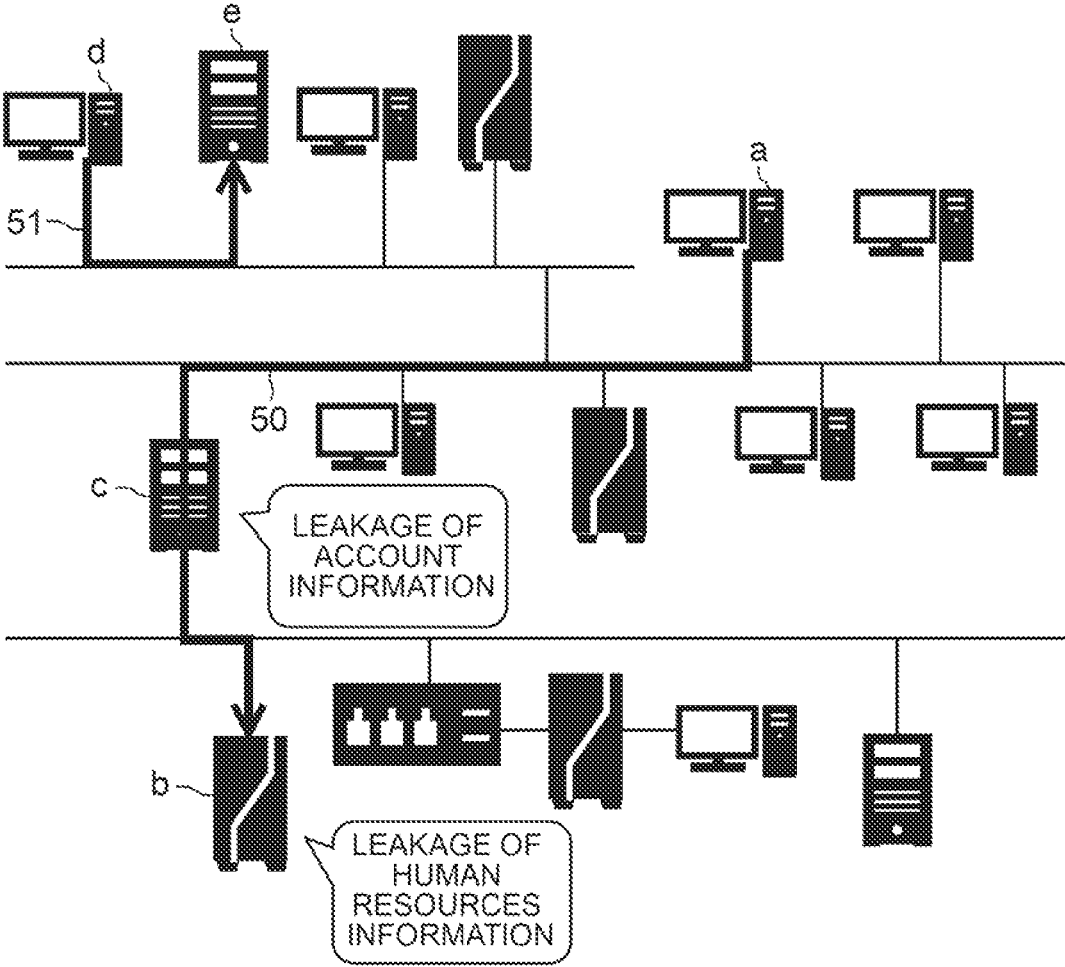 e
d
a
51
50
c
LEAKAGE OF
ACCOUNT
INFORMATION
b
LEAKAGE OF
HUMAN
RESOURCES
INFORMATION